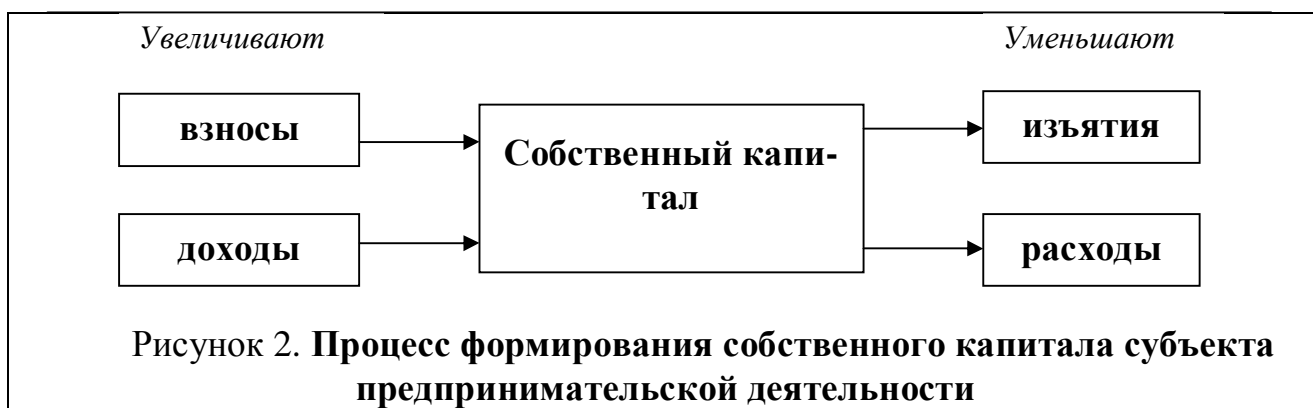 Увеличивают
Уменьшают
взносы
изъятия
Собственный капи-
тал
доходы
расходы
Рисунок 2. Процесс формирования собственного капитала субъекта
предпринимательской деятельности